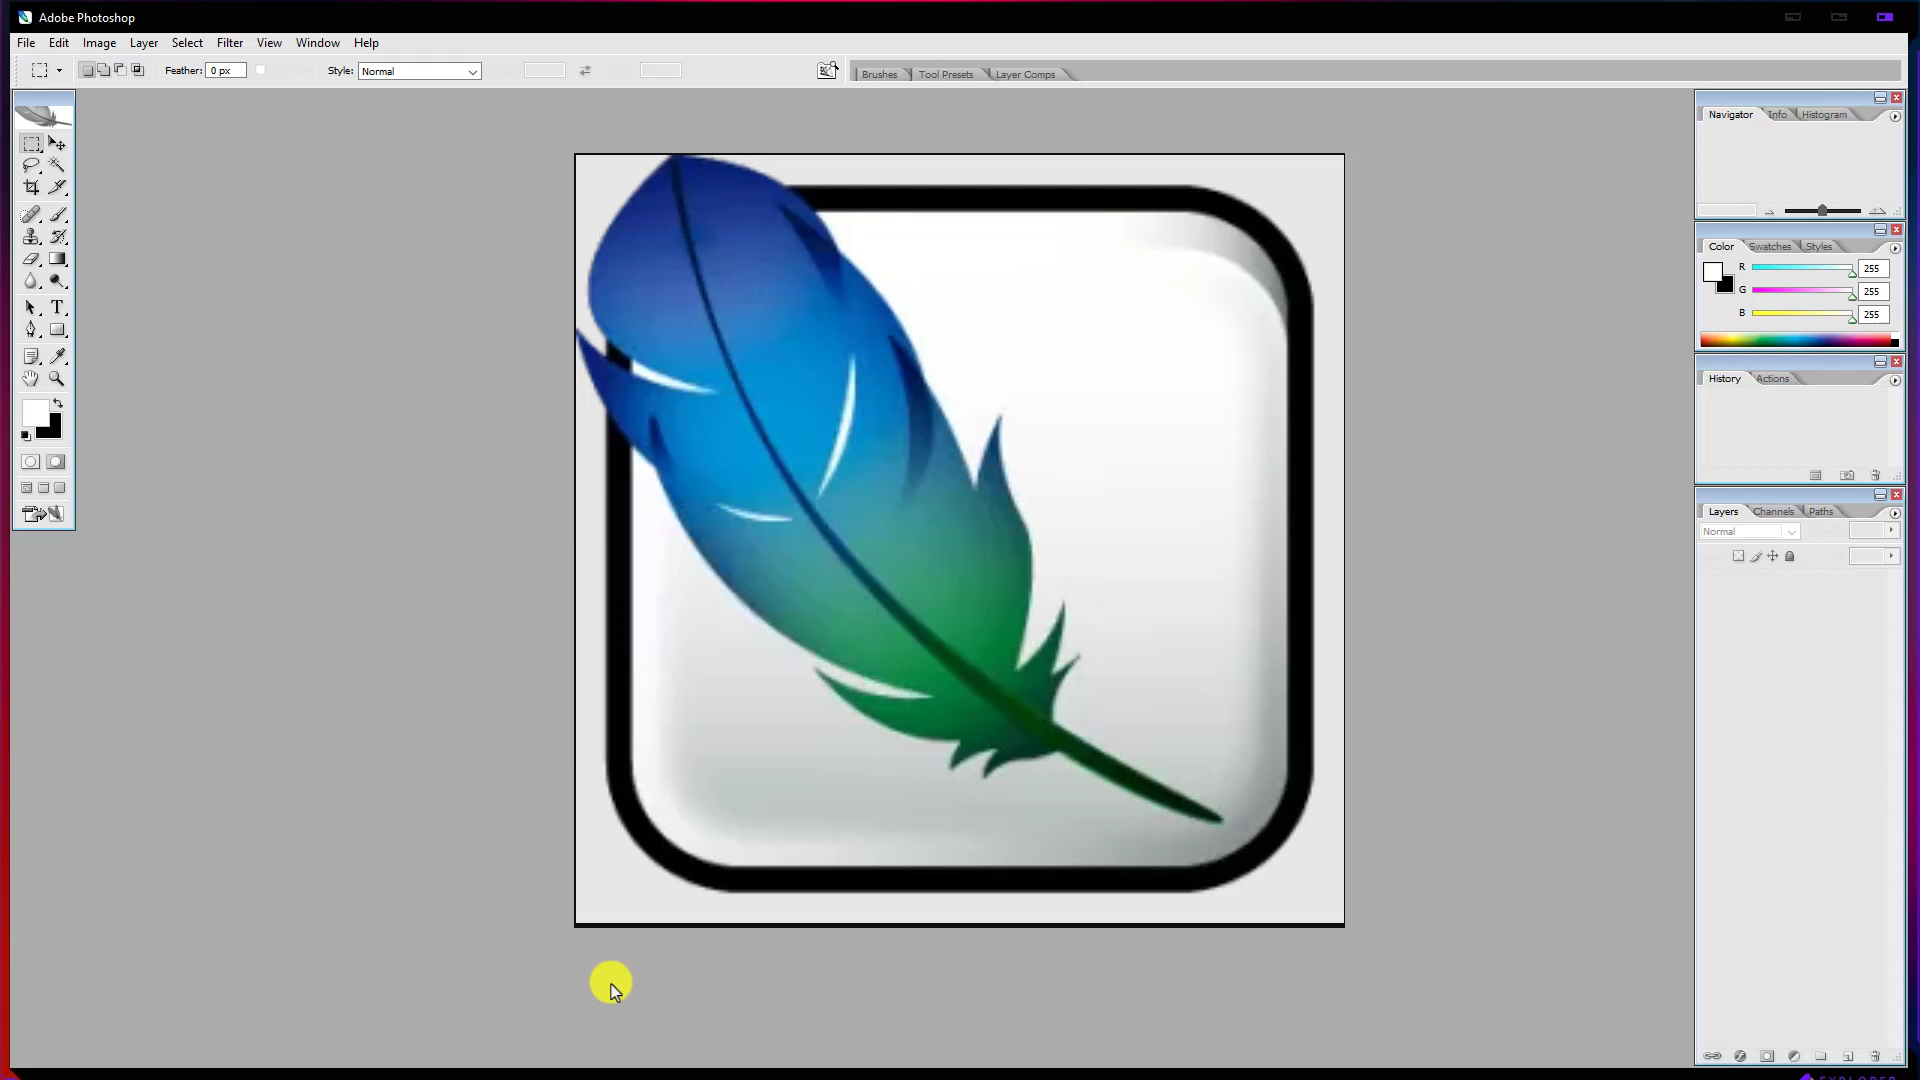 Adobe Photoshop
File Edit Image Layer Select Filter View Window Help
Feather: 0 px Style: Normal Brushes Tool Presets Layer Comps
Navigator Info Histogram
Color Swatches Styles
R 255
G 255
B 255
History Actions
Layers Channels Paths
Normal
T